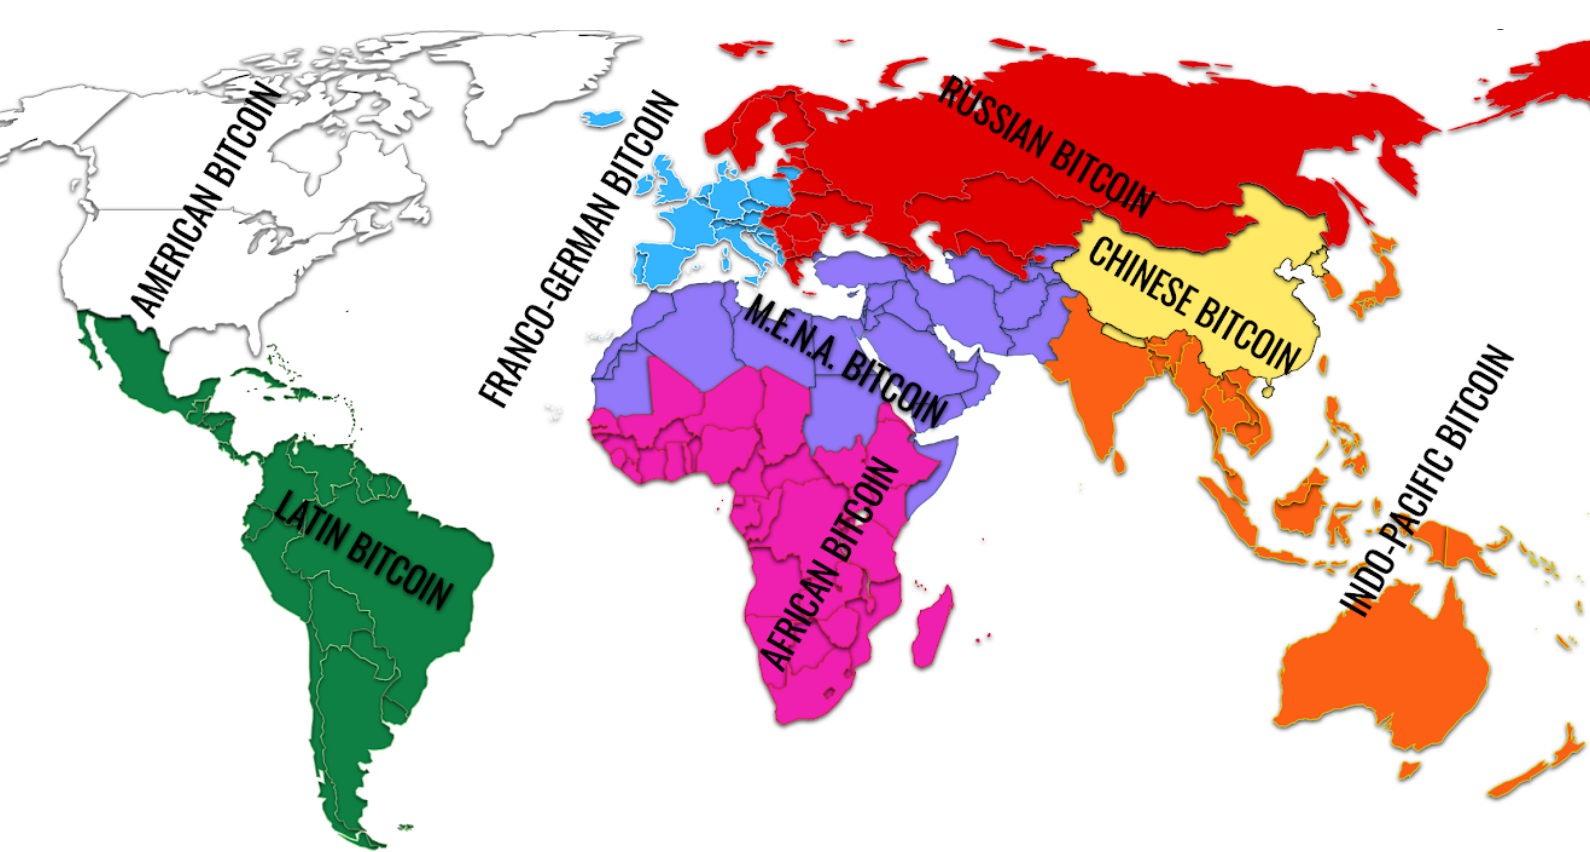 AMERICAN BITCOIN
FRANCO-GERMAN BITCOIN
RUSSIAN BITCOIN
CHINESE BITCOIN
M.E.N.A. BITCOIN
LATIN BITCOIN
AFRICAN BITCOIN
INDO-PACIFIC BITCOIN